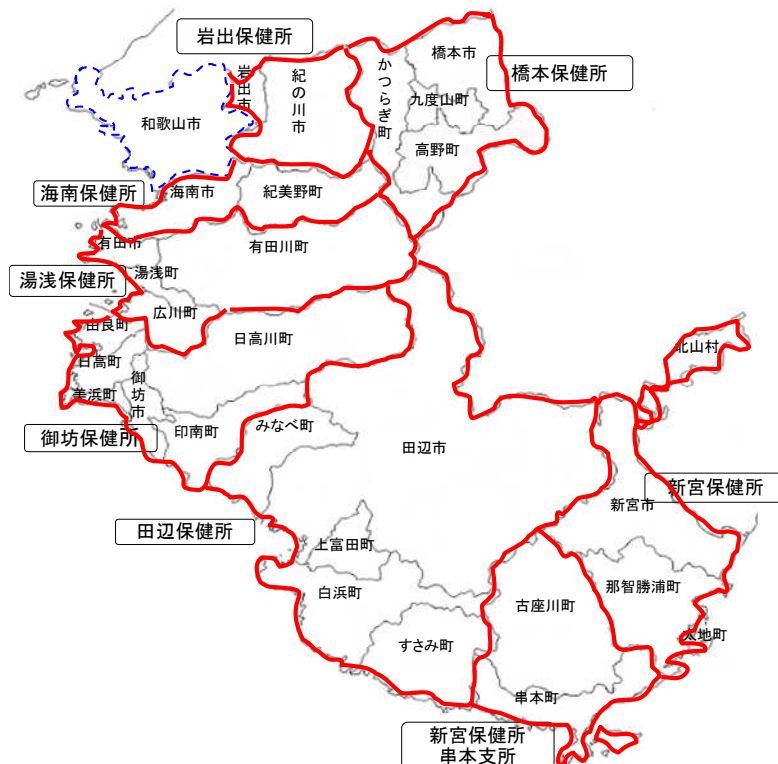 岩出保健所
橋本市
橋本保健所
かつらぎ町
岩出市
紀の川市
九度山町
和歌山市
高野町
海南保健所
海南市
紀美野町
有田市
有田川町
湯浅町
湯浅保健所
広川町
由良町
日高川町
北山村
日高町
美浜町
御坊市
御坊保健所
印南町
みなべ町
田辺市
新宮保健所
新宮市
田辺保健所
上富田町
白浜町
古座川町
那智勝浦町
太地町
すさみ町
串本町
新宮保健所
串本支所